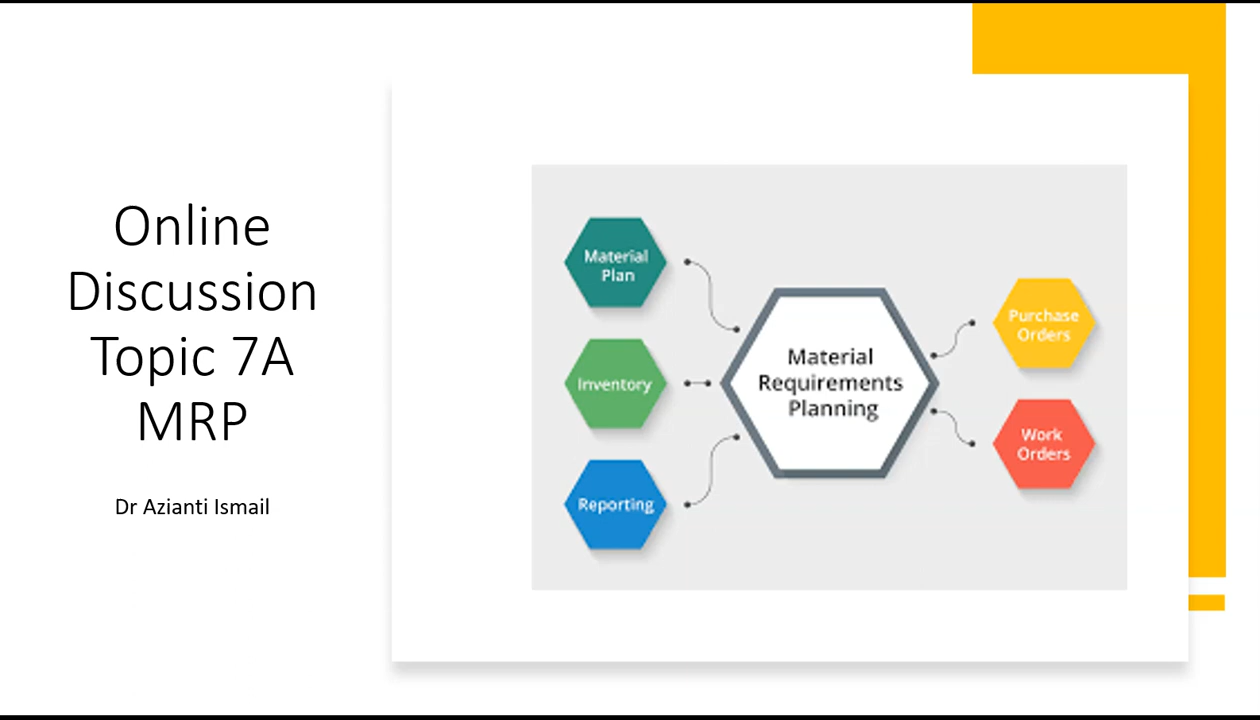 Online
Discussion
Topic 7A
MRP
Dr Azianti Ismail
Material
Plan
Inventory
Reporting
Material
Requirements
Planning
Purchase
Orders
Work
Orders